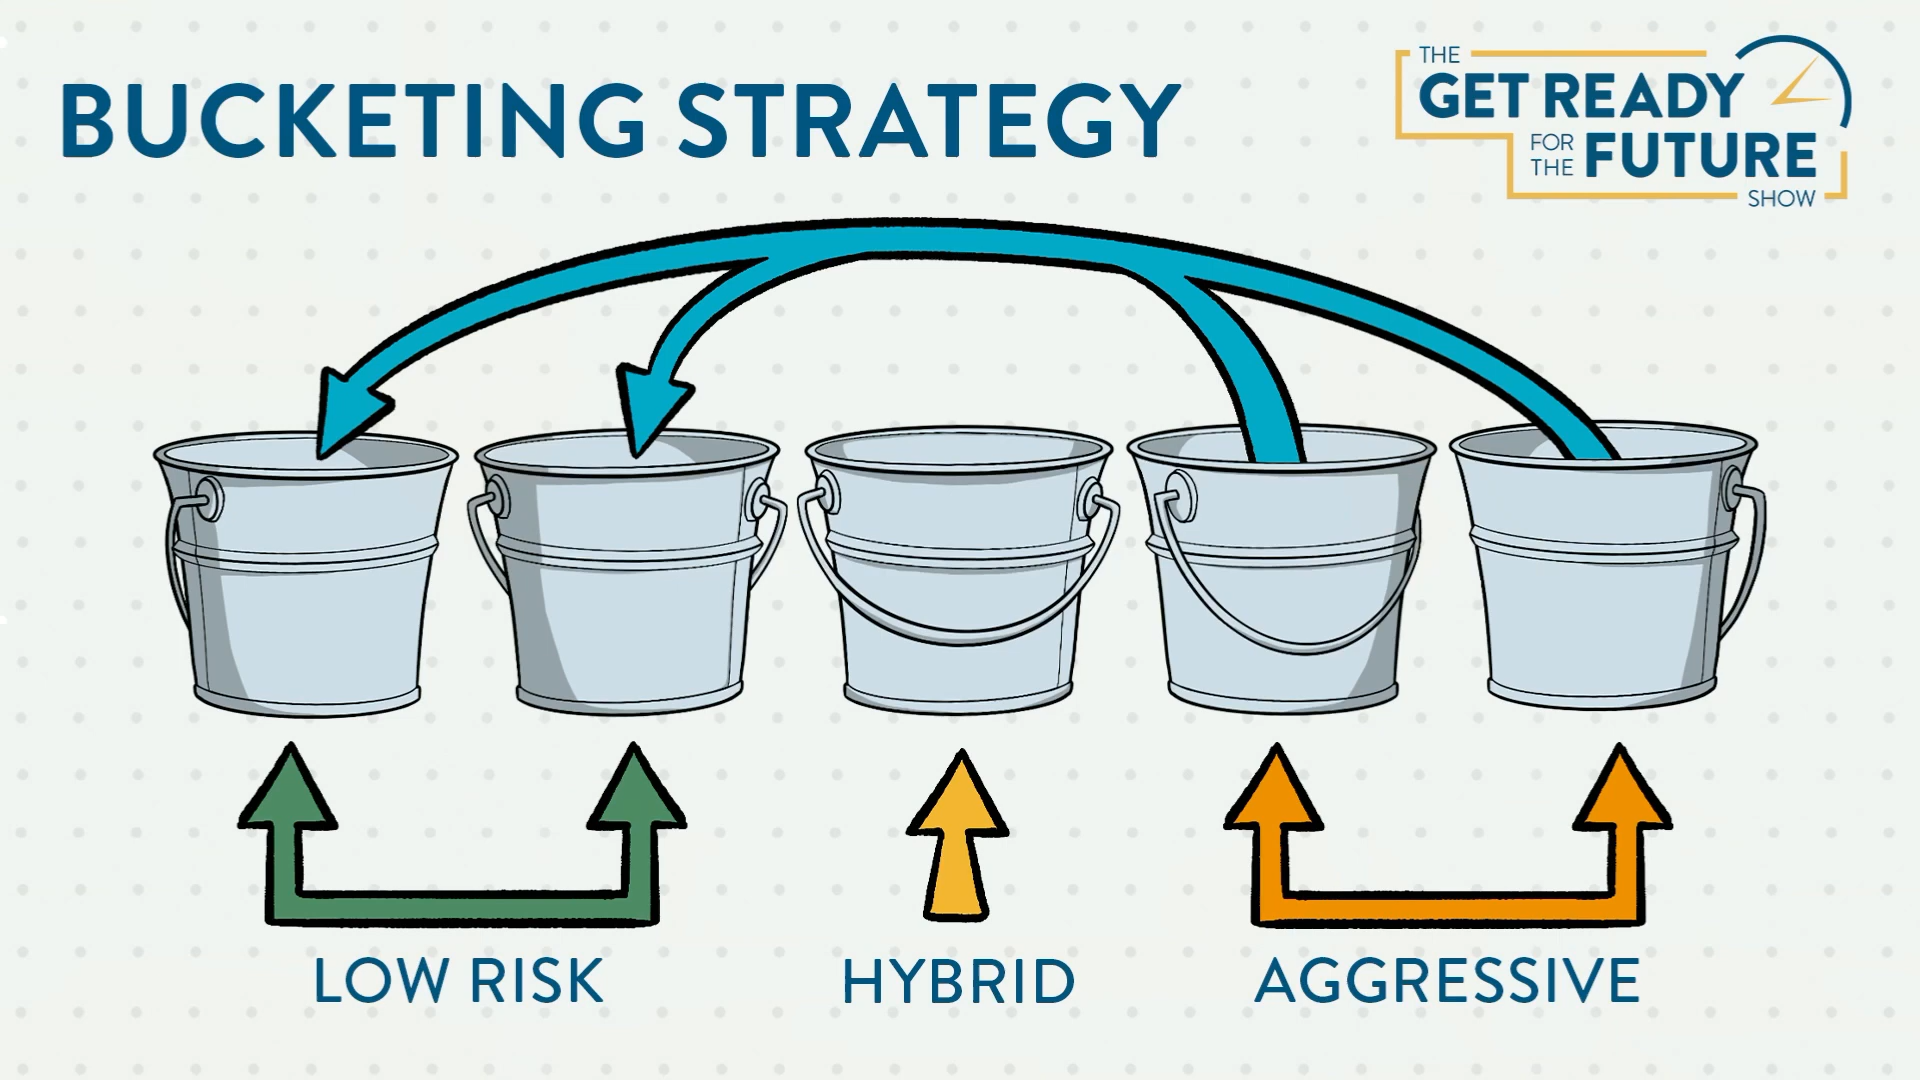 BUCKETING STRATEGY
THE
GET READY
FOR
THE FUTURE
SHOW
LOW RISK
HYBRID
AGGRESSIVE